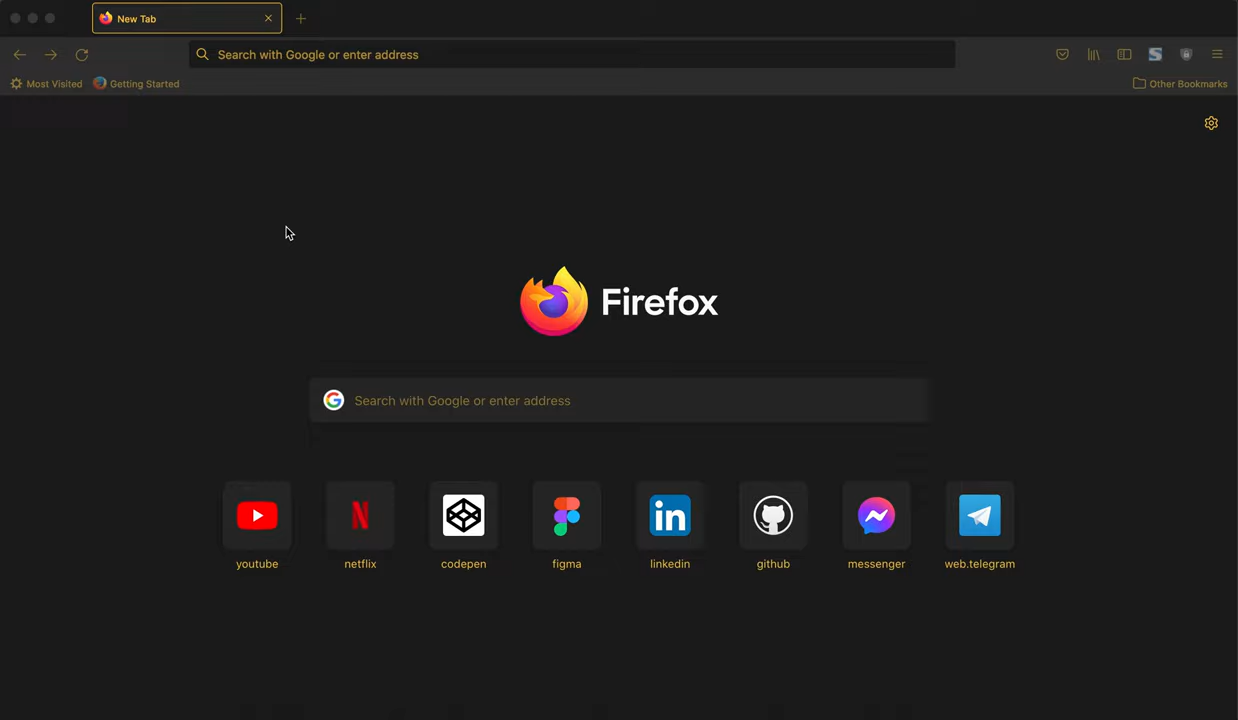 New Tab
Search with Google or enter address
Most Visited Getting Started Other Bookmarks
Firefox
Search with Google or enter address
youtube netflix codepen figma linkedin github messenger web.telegram